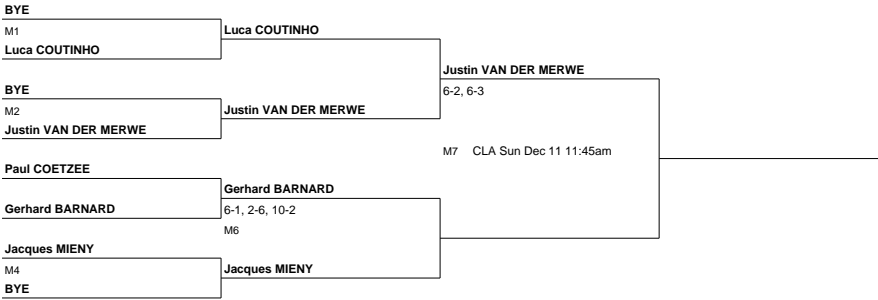 BYE
M1
Luca COUTINHO
Luca COUTINHO
BYE
M2
Justin VAN DER MERWE
Justin VAN DER MERWE
Justin VAN DER MERWE
6-2, 6-3
M7 CLA Sun Dec 11 11:45am
Paul COETZEE
Gerhard BARNARD
Gerhard BARNARD
6-1, 2-6, 10-2
M6
Jacques MIENY
M4
Jacques MIENY
BYE